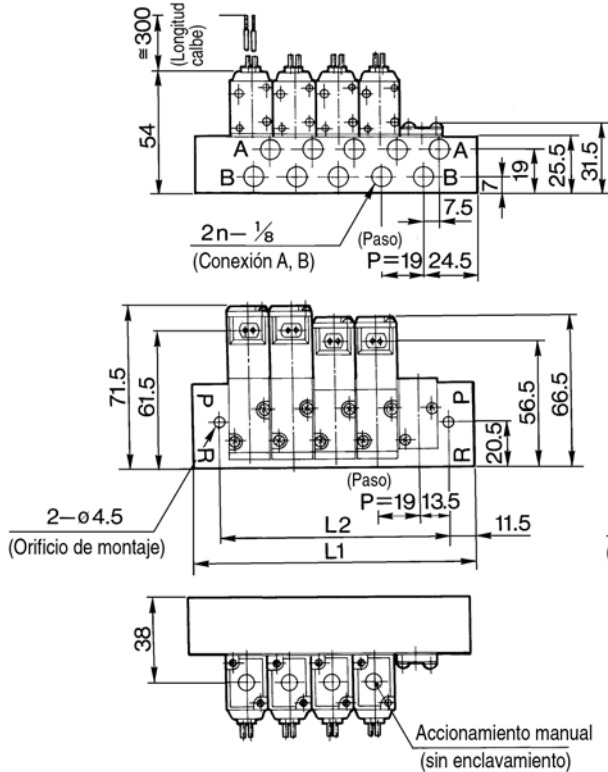 ≅300
(Longitud
calbe)
54
A
A
B
B
7
19
25.5
31.5
7.5
2n–⅛
(Conexión A, B)
(Paso)
P=19
24.5
71.5
61.5
P
R
P
R
20.5
56.5
66.5
(Paso)
P=19
13.5
11.5
2–ø4.5
(Orificio de montaje)
L2
L1
(
38
Accionamiento manual
(sin enclavamiento)